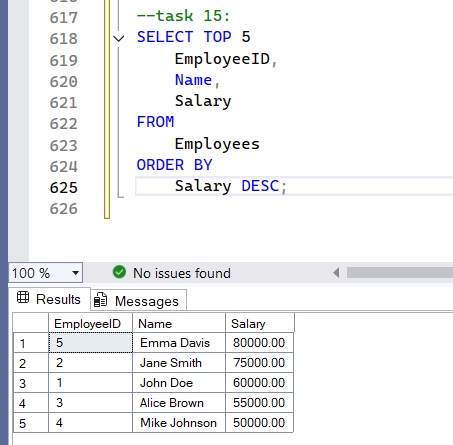 617 --task 15:
618 SELECT TOP 5
619 EmployeeID,
620 Name,
621 Salary
622 FROM
623 Employees
624 ORDER BY
625 Salary DESC;
626
100 % No issues found
Results Messages
EmployeeID Name Salary
1 5 Emma Davis 80000.00
2 2 Jane Smith 75000.00
3 1 John Doe 60000.00
4 3 Alice Brown 55000.00
5 4 Mike Johnson 50000.00